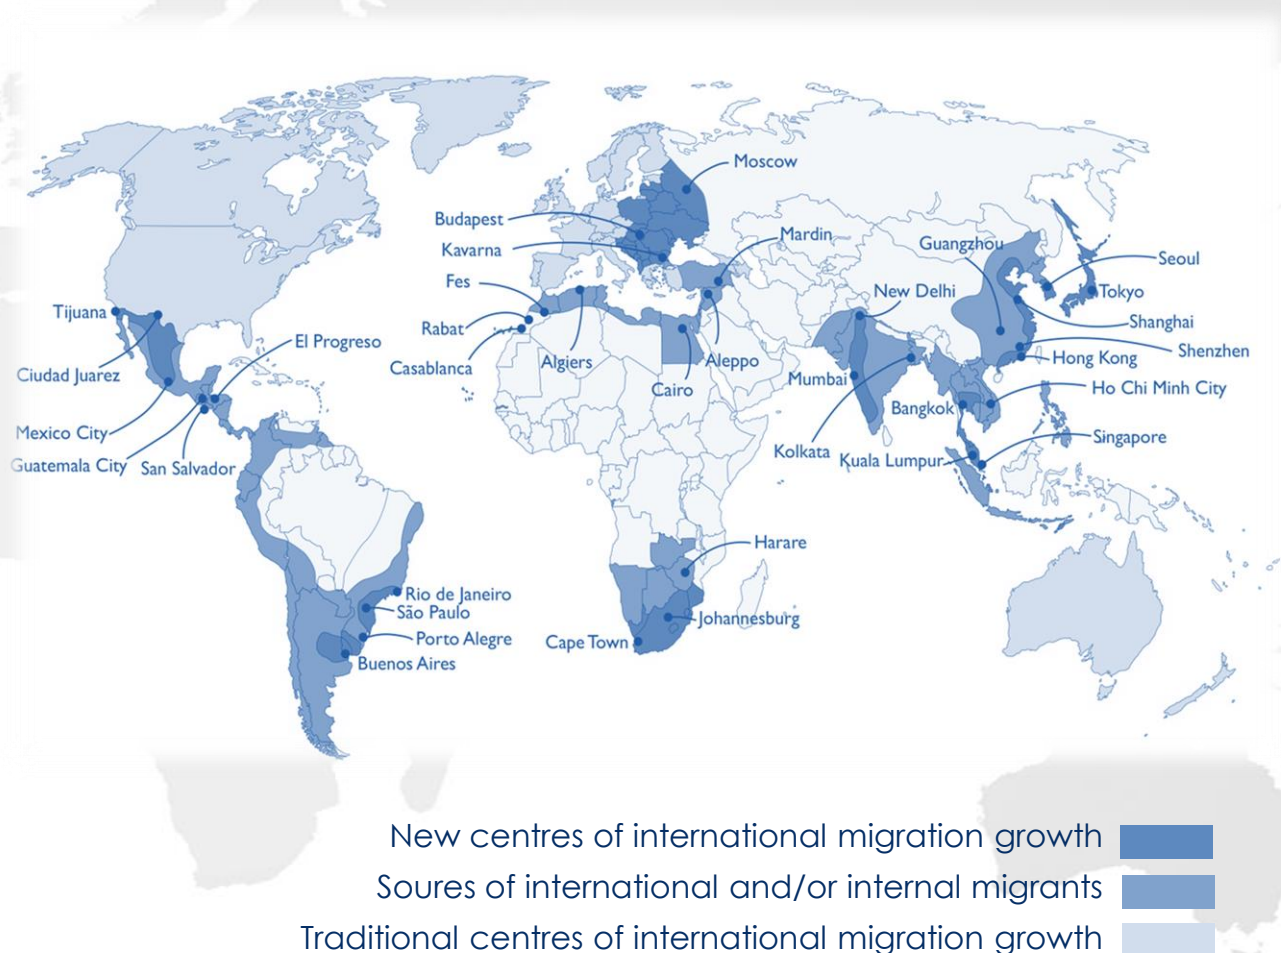 Moscow
Budapest
Kavarna
Mardin
Guangzhou
Seoul
Fes
New Delhi
Tokyo
Tijuana
Rabat
Shanghai
El Progreso
Casablanca
Algiers
Aleppo
Shenzhen
Hong Kong
Ciudad Juarez
Cairo
Mumbai
Ho Chi Minh City
Bangkok
Mexico City
Singapore
Kolkata
Kuala Lumpur
Guatemala City
San Salvador
Harare
Rio de Janeiro
São Paulo
Johannesburg
Porto Alegre
Cape Town
Buenos Aires
New centres of international migration growth
Soures of international and/or internal migrants
Traditional centres of international migration growth